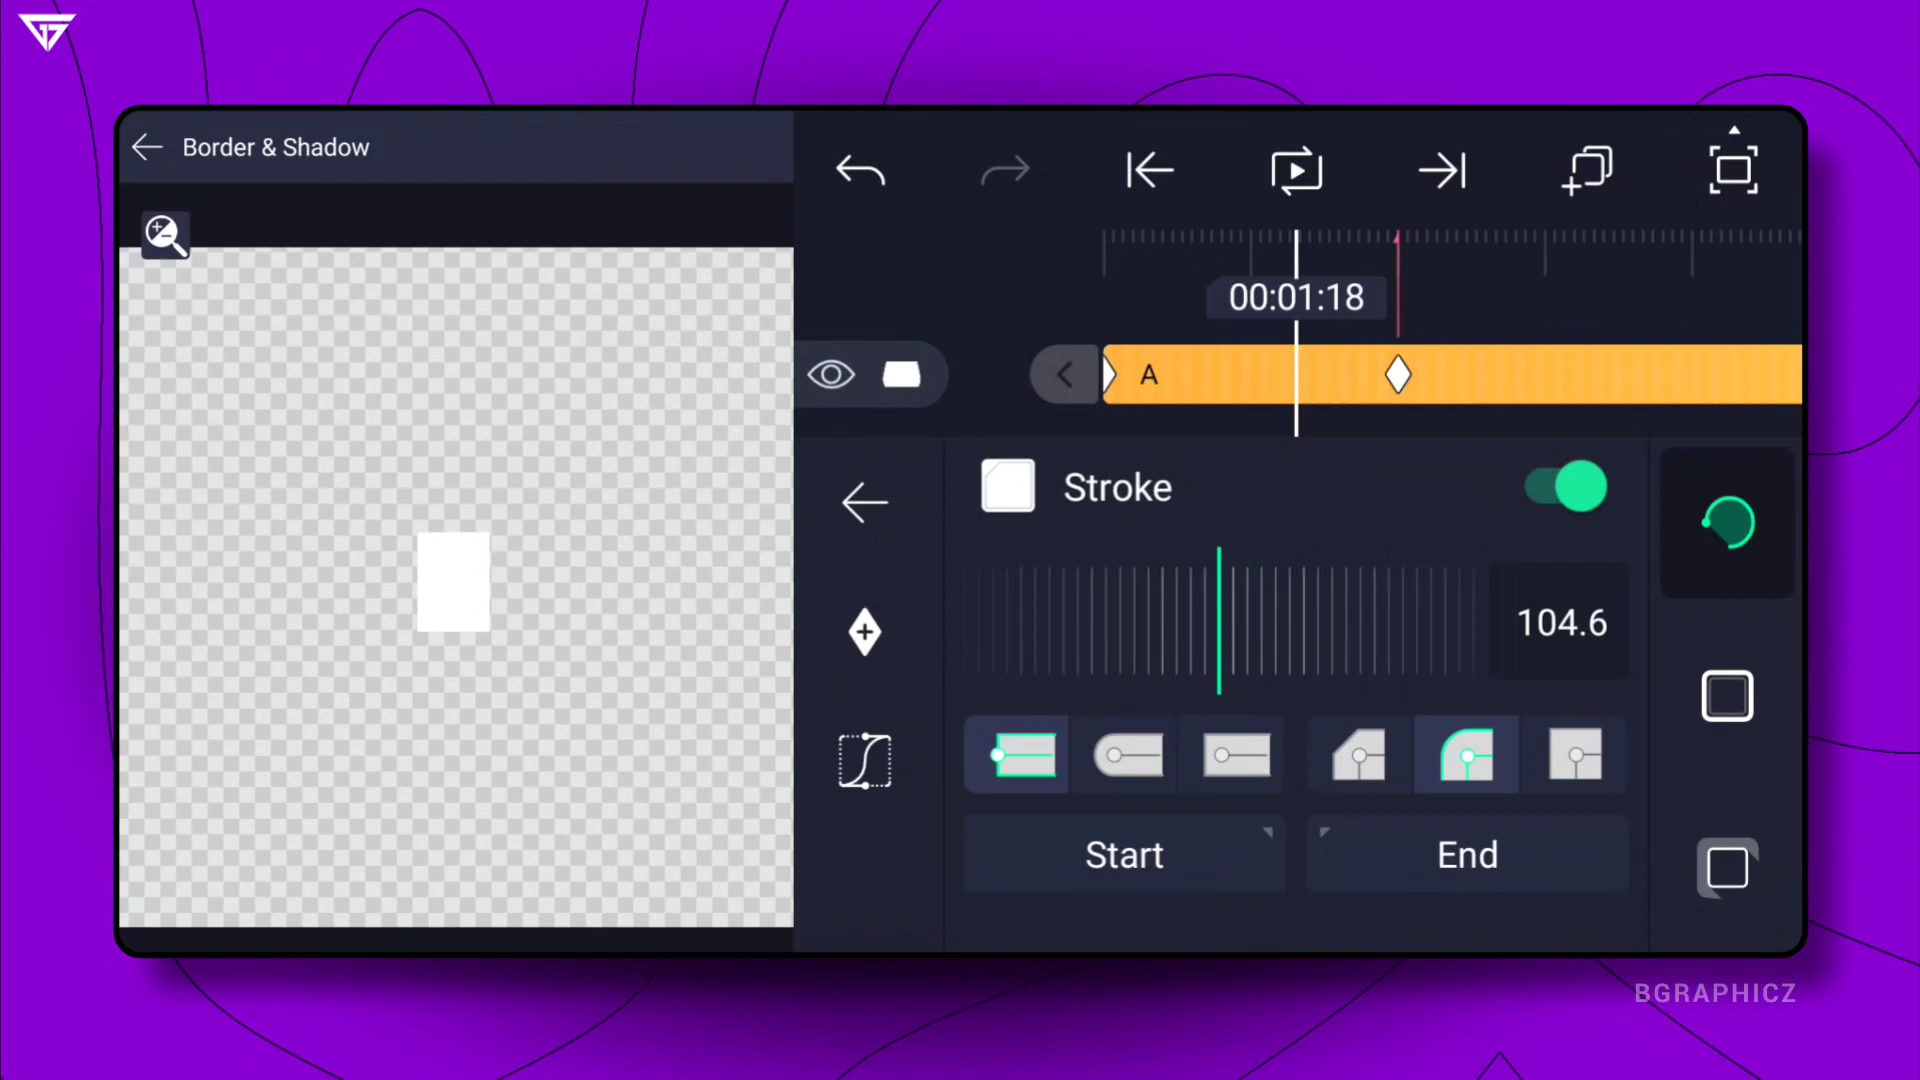 Border & Shadow
00:01:18
A
Stroke
104.6
Start
End
BGRAPHICZ